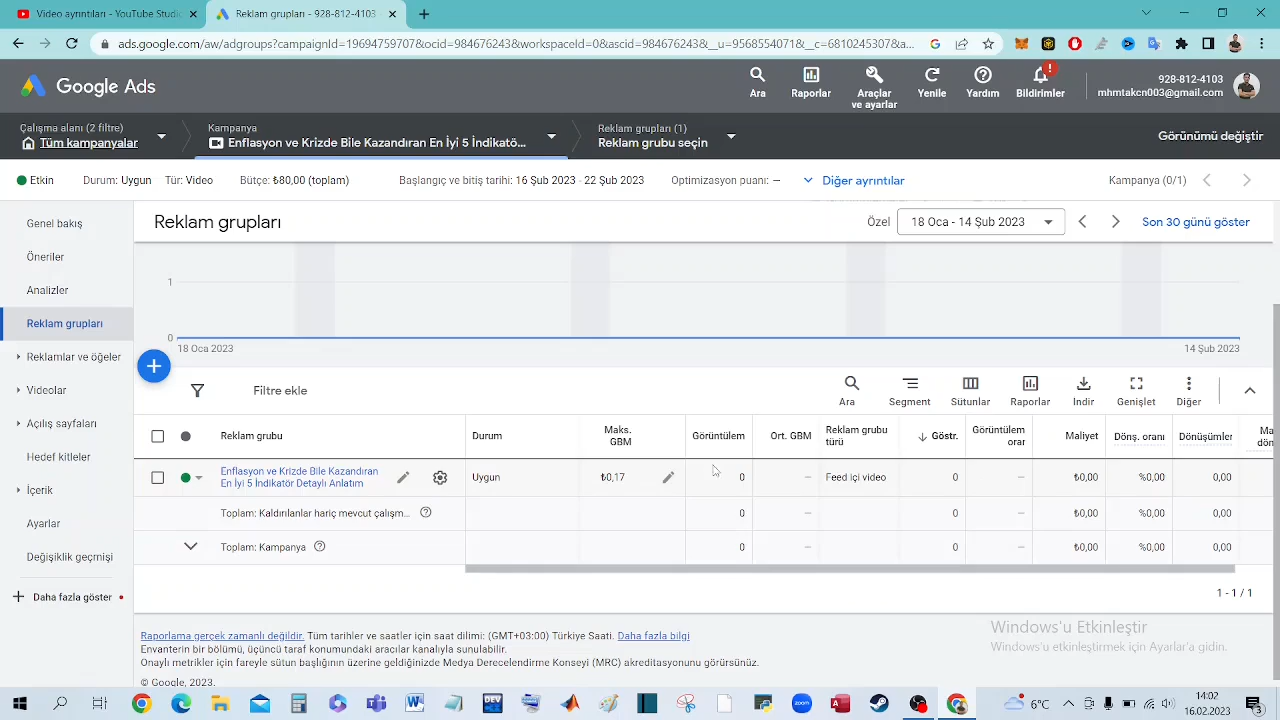 Video ayrıntıları - YouTube Studi
Reklam grupları - 928-812-4103
ads.google.com/aw/adgroups?campaignId=19694759707&ocid=984676243&workspaceId=0&ascid=984676243&__u=9568554071&__c=6810245307&a...
Google Ads
Ara
Raporlar
Araçlar
ve ayarlar
Yenile
Yardım
Bildirimler
928-812-4103
mhmtakcn003@gmail.com
Çalışma alanı (2 filtre)
Tüm kampanyalar
Kampanya
Enflasyon ve Krizde Bile Kazandıran En İyi 5 İndikatö...
Reklam grupları (1)
Reklam grubu seçin
Görünümü değiştir
Etkin
Durum: Uygun
Tür: Video
Bütçe: ₺80,00 (toplam)
Başlangıç ve bitiş tarihi: 16 Şub 2023 - 22 Şub 2023
Optimizasyon puanı: –
Diğer ayrıntılar
Kampanya (0/1)
Genel bakış
Öneriler
Analizler
Reklam grupları
Reklamlar ve öğeler
Videolar
Açılış sayfaları
Hedef kitleler
İçerik
Ayarlar
Değişiklik geçmişi
Daha fazla göster
Reklam grupları
Özel
18 Oca - 14 Şub 2023
Son 30 günü göster
1
0
18 Oca 2023
14 Şub 2023
Filtre ekle
Ara
Segment
Sütunlar
Raporlar
İndir
Genişlet
Diğer
Reklam grubu
Durum
Maks.
GBM
Görüntülem
Ort. GBM
Reklam grubu
türü
Göstr.
Görüntülem
orar
Maliyet
Dönş. oranı
Dönüşümler
Ma
dön
Enflasyon ve Krizde Bile Kazandıran
En İyi 5 İndikatör Detaylı Anlatım
Uygun
₺0,17
0
–
Feed içi video
0
–
₺0,00
%0,00
0,00
Toplam: Kaldırılanlar hariç mevcut çalışm...
0
–
0
–
₺0,00
%0,00
0,00
Toplam: Kampanya
0
–
0
–
₺0,00
%0,00
0,00
1 - 1 / 1
Raporlama gerçek zamanlı değildir. Tüm tarihler ve saatler için saat dilimi: (GMT+03:00) Türkiye Saati. Daha fazla bilgi
Envanterin bir bölümü, üçüncü taraf konumundaki aracılar kanalıyla sunulabilir.
Onaylı metrikler için fareyle sütun başlığının üzerine geldiğinizde Medya Derecelendirme Konseyi (MRC) akreditasyonunu görürsünüz.
© Google, 2023.
Windows'u Etkinleştir
Windows'u etkinleştirmek için Ayarlar'a gidin.
zoom
6°C
14:02
16.02.2023
3